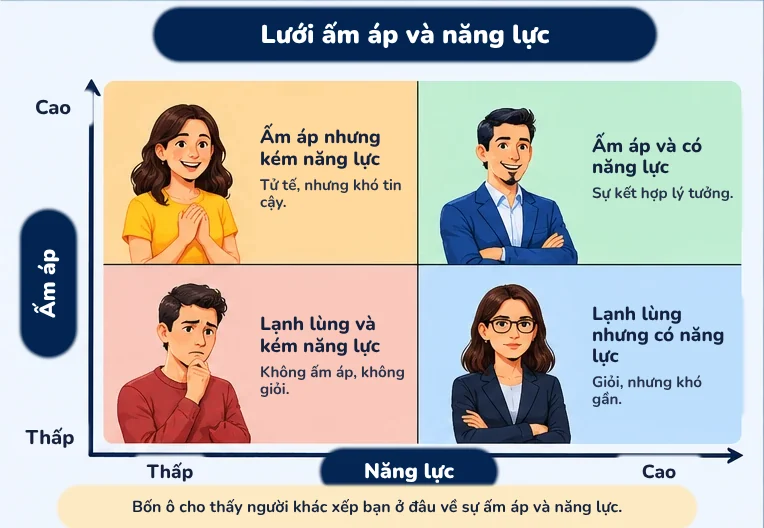 Lưới ấm áp và năng lực
Cao
Ấm áp nhưng
kém năng lực
Tử tế, nhưng khó tin
cậy.
Ấm áp và có
năng lực
Sự kết hợp lý tưởng.
Ấm áp
Lạnh lùng và
kém năng lực
Không ấm áp, không
giỏi.
Lạnh lùng
nhưng có năng
lực
Giỏi, nhưng khó
gần.
Thấp
Thấp
Năng lực
Cao
Bốn ô cho thấy người khác xếp bạn ở đâu về sự ấm áp và năng lực.